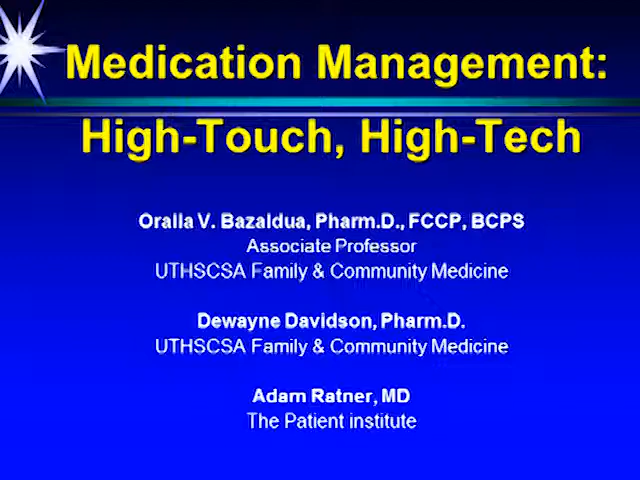 Medication Management:
High-Touch, High-Tech
Oralia V. Bazaldua, Pharm.D., FCCP, BCPS
Associate Professor
UTHSCSA Family & Community Medicine
Dewayne Davidson, Pharm.D.
UTHSCSA Family & Community Medicine
Adam Ratner, MD
The Patient institute